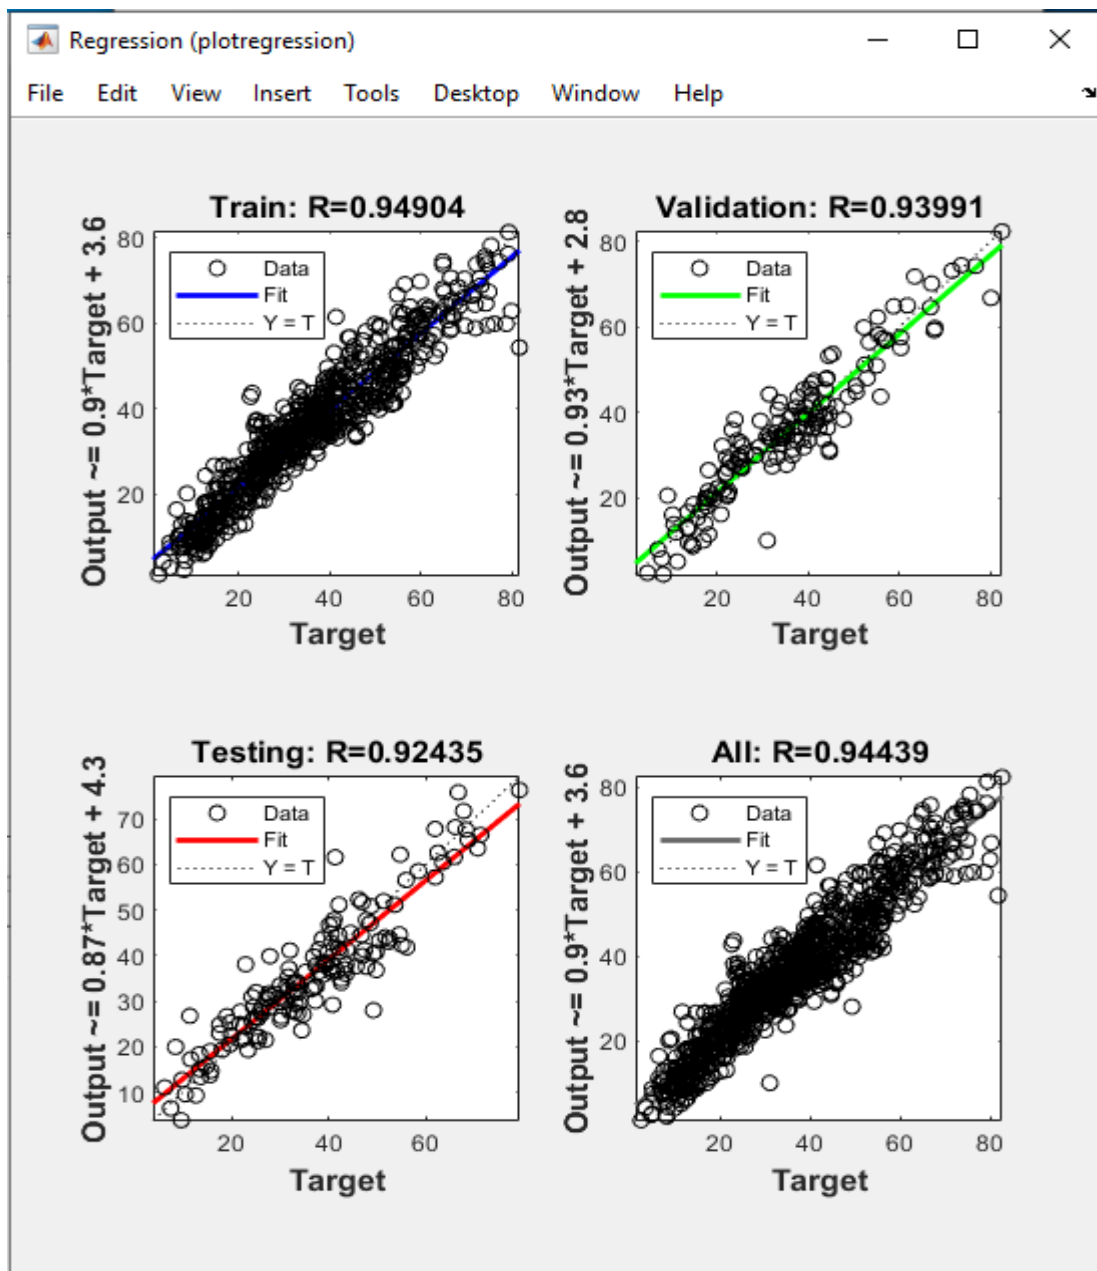 Regression (plotregression)
File Edit View Insert Tools Desktop Window Help
Train: R=0.94904
Output ~= 0.9*Target + 3.6
Data
Fit
Y = T
80
60
40
20
20 40 60 80
Target
Validation: R=0.93991
Output ~= 0.93*Target + 2.8
Data
Fit
Y = T
80
60
40
20
20 40 60 80
Target
Testing: R=0.92435
Output ~= 0.87*Target + 4.3
Data
Fit
Y = T
70
60
50
40
30
20
10
20 40 60
Target
All: R=0.94439
Output ~= 0.9*Target + 3.6
Data
Fit
Y = T
80
60
40
20
20 40 60 80
Target